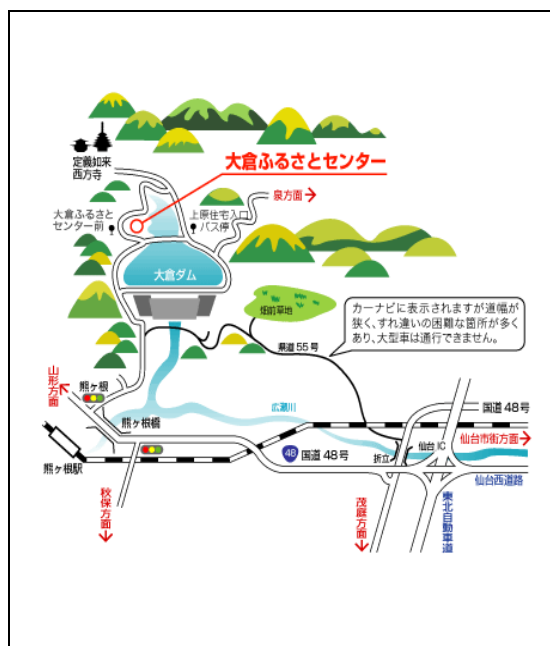 定義如来
西方寺
大倉ふるさとセンター
泉方面
大倉ふるさと
センター前
上原住宅入口
バス停
大倉ダム
畑前草地
カーナビに表示されますが道幅が
狭く、すれ違いの困難な箇所が多く
あり、大型車は通行できません。
県道55号
山形方面
熊ヶ根
広瀬川
国道48号
熊ヶ根橋
仙台市街方面
仙台IC
折立
48
国道48号
熊ヶ根駅
仙台西道路
秋保方面
茂庭方面
東北自動車道